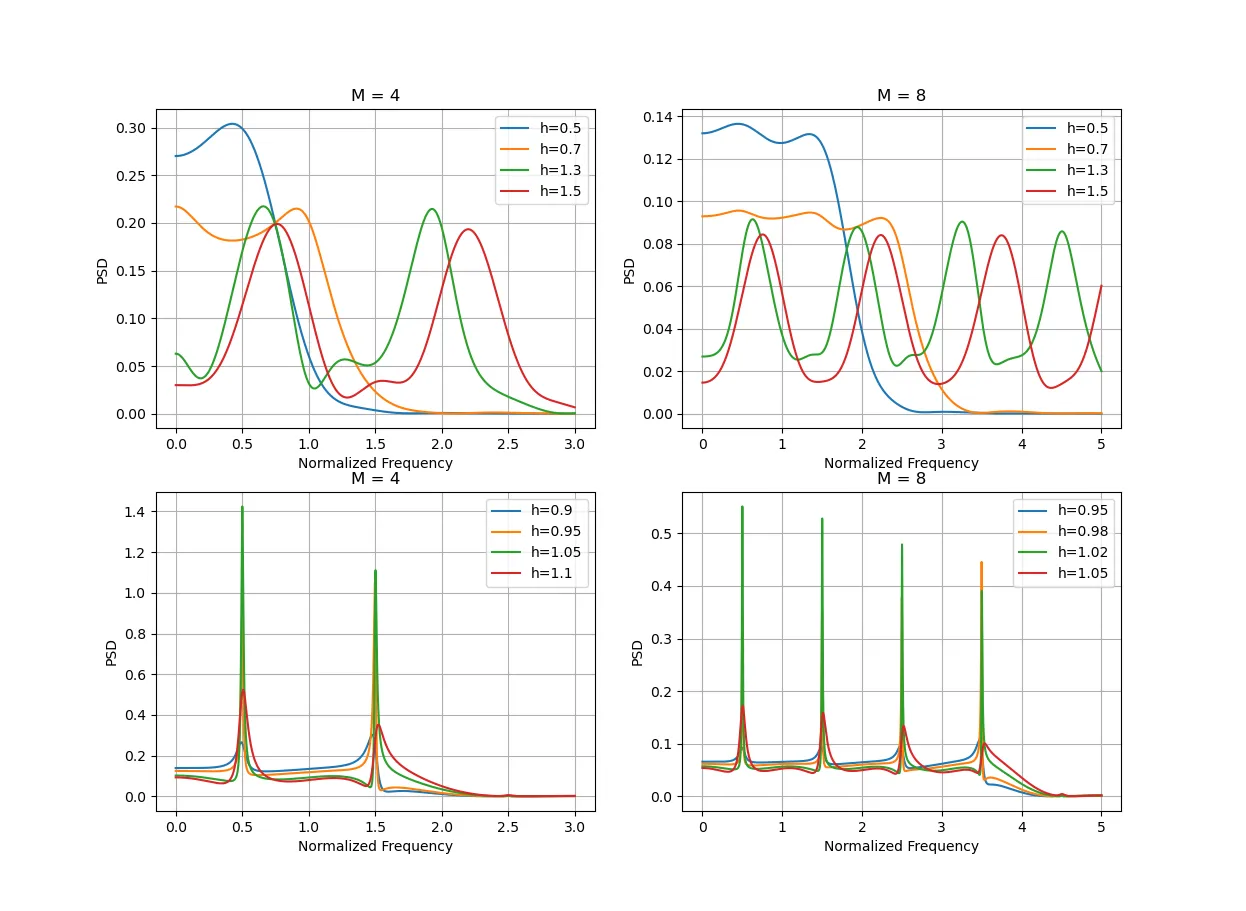 M = 4
PSD
0.30
0.25
0.20
0.15
0.10
0.05
0.00
h=0.5
h=0.7
h=1.3
h=1.5
0.0 0.5 1.0 1.5 2.0 2.5 3.0
Normalized Frequency
M = 8
PSD
0.14
0.12
0.10
0.08
0.06
0.04
0.02
0.00
h=0.5
h=0.7
h=1.3
h=1.5
0 1 2 3 4 5
Normalized Frequency
M = 4
PSD
1.4
1.2
1.0
0.8
0.6
0.4
0.2
0.0
h=0.9
h=0.95
h=1.05
h=1.1
0.0 0.5 1.0 1.5 2.0 2.5 3.0
Normalized Frequency
M = 8
PSD
0.5
0.4
0.3
0.2
0.1
0.0
h=0.95
h=0.98
h=1.02
h=1.05
0 1 2 3 4 5
Normalized Frequency